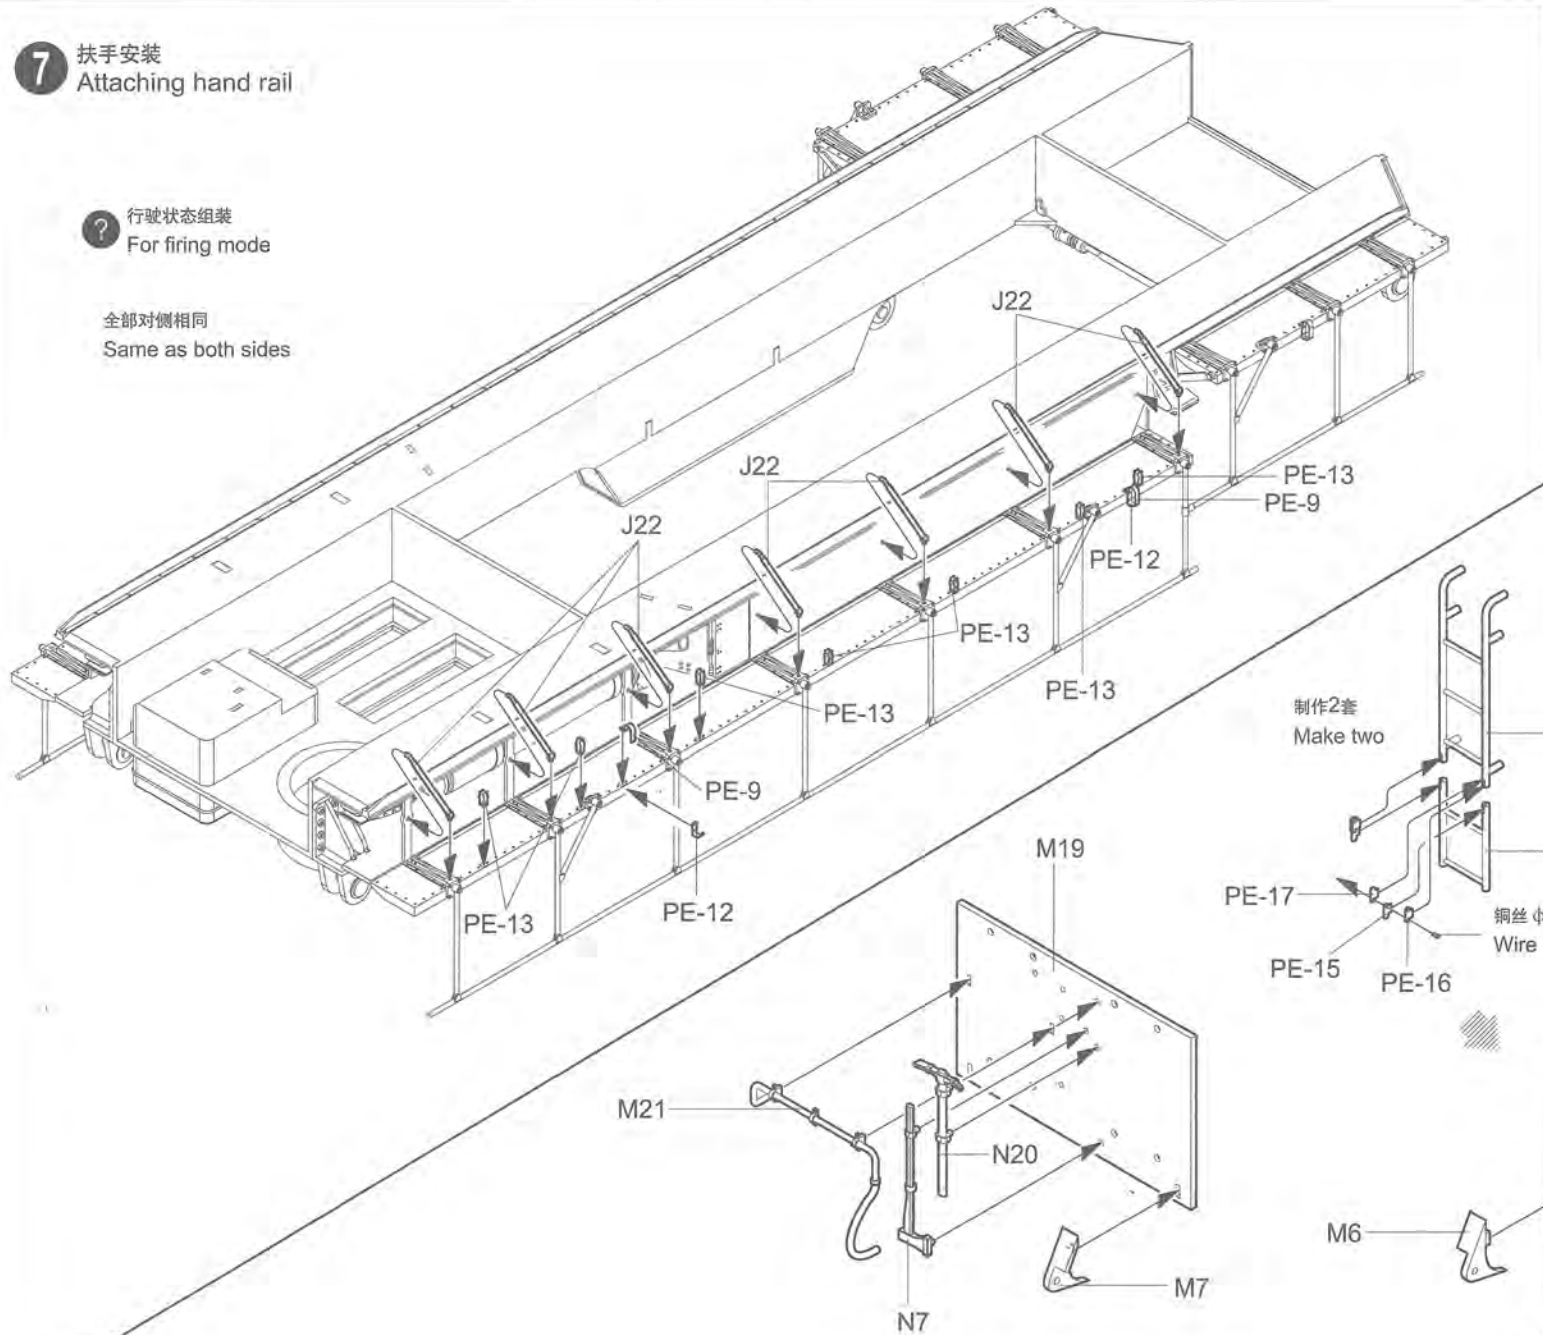 7
扶手安装
Attaching hand rail
?
行驶状态组装
For firing mode
全部对侧相同
Same as both sides
J22
J22
J22
PE-13
PE-9
PE-12
PE-13
PE-13
PE-13
PE-9
PE-12
PE-13
制作2套
Make two
PE-17
PE-15
PE-16
铜丝 ф
Wire
M19
M21
N20
N7
M7
M6